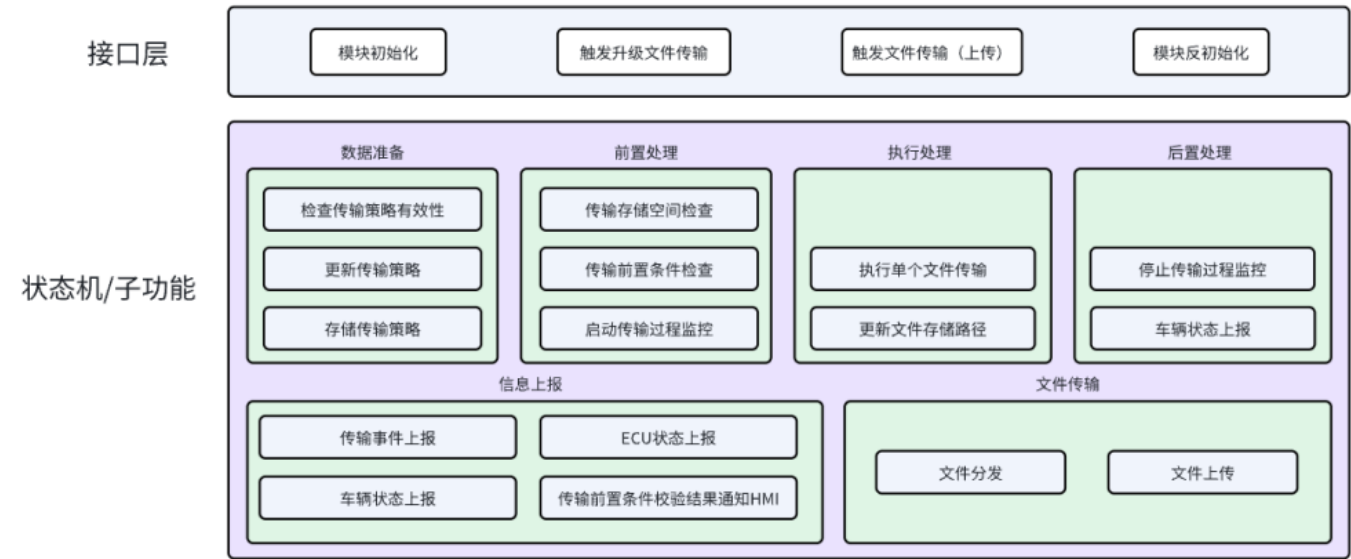 接口层
模块初始化
触发升级文件传输
触发文件传输（上传）
模块反初始化
状态机/子功能
数据准备
检查传输策略有效性
更新传输策略
存储传输策略
前置处理
传输存储空间检查
传输前置条件检查
启动传输过程监控
执行处理
执行单个文件传输
更新文件存储路径
后置处理
停止传输过程监控
车辆状态上报
信息上报
传输事件上报
ECU状态上报
车辆状态上报
传输前置条件校验结果通知HMI
文件传输
文件分发
文件上传